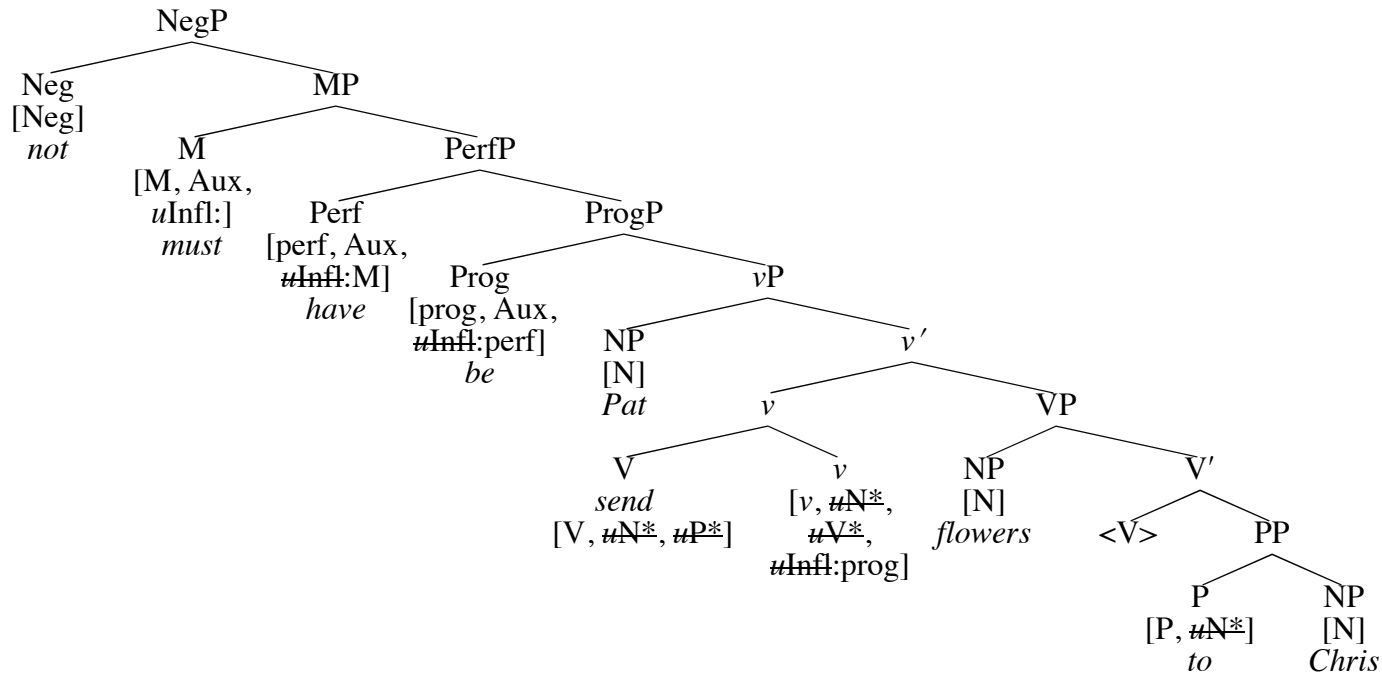 NegP
Neg MP
[Neg]
not M PerfP
[M, Aux,
uInfl:] Perf ProgP
must [perf, Aux,
uInfl:M] Prog vP
have [prog, Aux,
uInfl:perf] NP v′
be [N]
Pat v VP
V v NP V′
send [v, uN*, [N]
[V, uN*, uP*] uV*, flowers <V> PP
uInfl:prog]
P NP
[P, uN*] [N]
to Chris